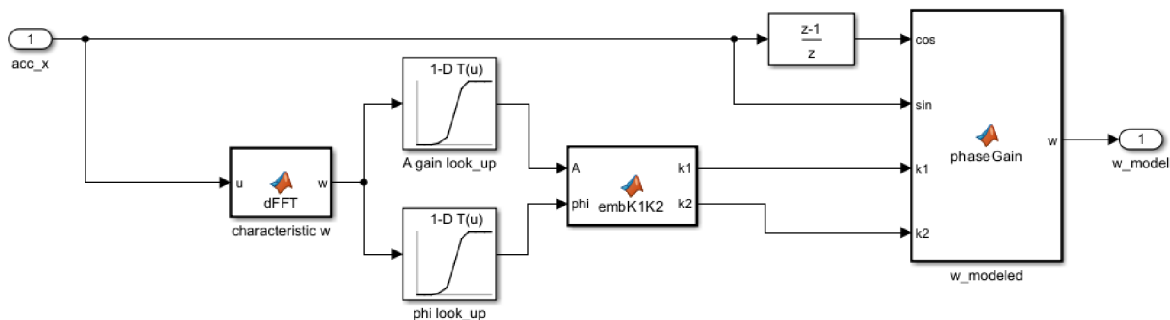 1
acc_x
z-1
z
cos
sin
k1
k2
w
phaseGain
w_modeled
1
w_model
1-D T(u)
A gain look_up
u
w
dFFT
characteristic w
1-D T(u)
phi look_up
A
phi
k1
k2
embK1K2